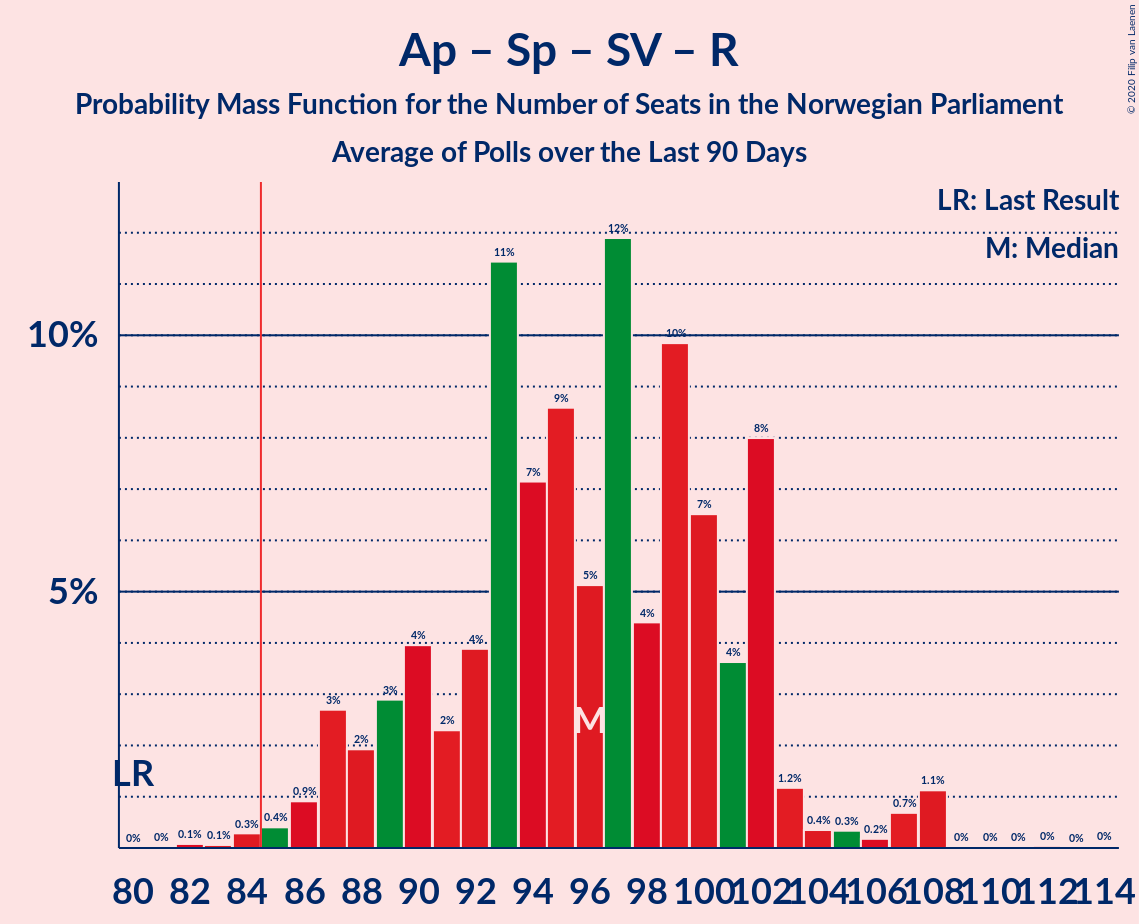 © 2020 Filip van Laenen
Ap – Sp – SV – R
Probability Mass Function for the Number of Seats in the Norwegian Parliament
Average of Polls over the Last 90 Days
LR: Last Result
M: Median
10%
5%
LR
M
0% 0% 0.1% 0.1% 0.3% 0.4% 0.9% 3% 2% 3% 4% 2% 4% 11% 7% 9% 5% 12% 4% 10% 7% 4% 8% 1.2% 0.4% 0.3% 0.2% 0.7% 1.1% 0% 0% 0% 0% 0% 0%
80 82 84 86 88 90 92 94 96 98 100 102 104 106 108 110 112 114